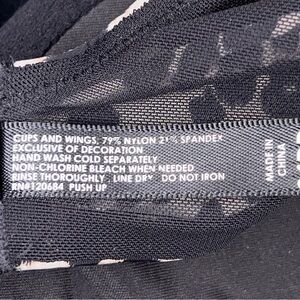 CUPS AND WINGS, 79% NYLON 21% SPANDEX
EXCLUSIVE OF DECORATION
HAND WASH COLD SEPARATELY
NON-CHLORINE BLEACH WHEN NEEDED
RINSE THOROUGHLY. LINE DRY. DO NOT IRON
RN#120684 PUSH UP
MADE IN
CHINA